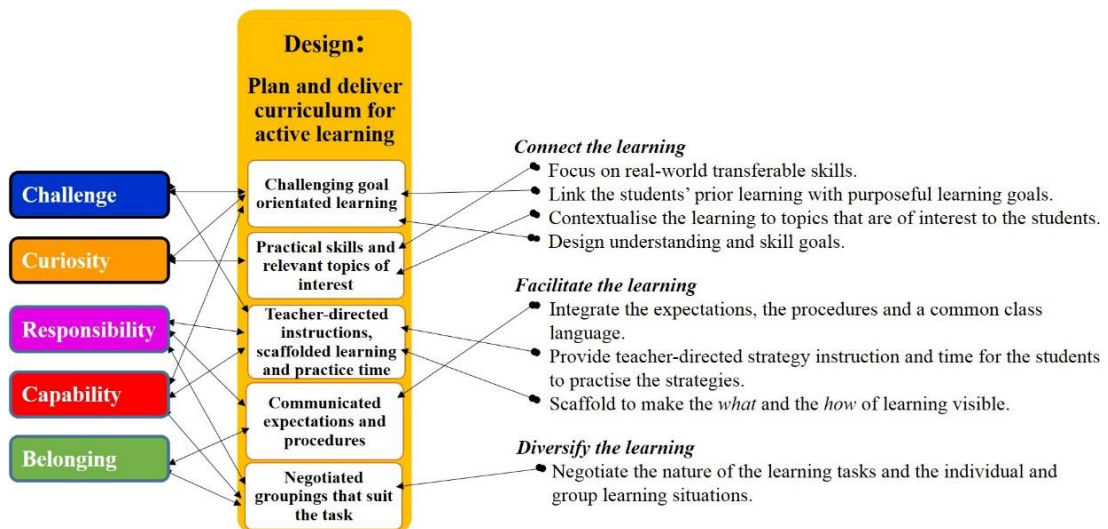 Design:
Plan and deliver
curriculum for
active learning
Challenge
Curiosity
Responsibility
Capability
Belonging
Challenging goal
orientated learning
Practical skills and
relevant topics of
interest
Teacher-directed
instructions,
scaffolded learning
and practice time
Communicated
expectations and
procedures
Negotiated
groupings that suit
the task
Connect the learning
Focus on real-world transferable skills.
Link the students' prior learning with purposeful learning goals.
Contextualise the learning to topics that are of interest to the students.
Design understanding and skill goals.
Facilitate the learning
Integrate the expectations, the procedures and a common class
language.
Provide teacher-directed strategy instruction and time for the students
to practise the strategies.
Scaffold to make the what and the how of learning visible.
Diversify the learning
Negotiate the nature of the learning tasks and the individual and
group learning situations.